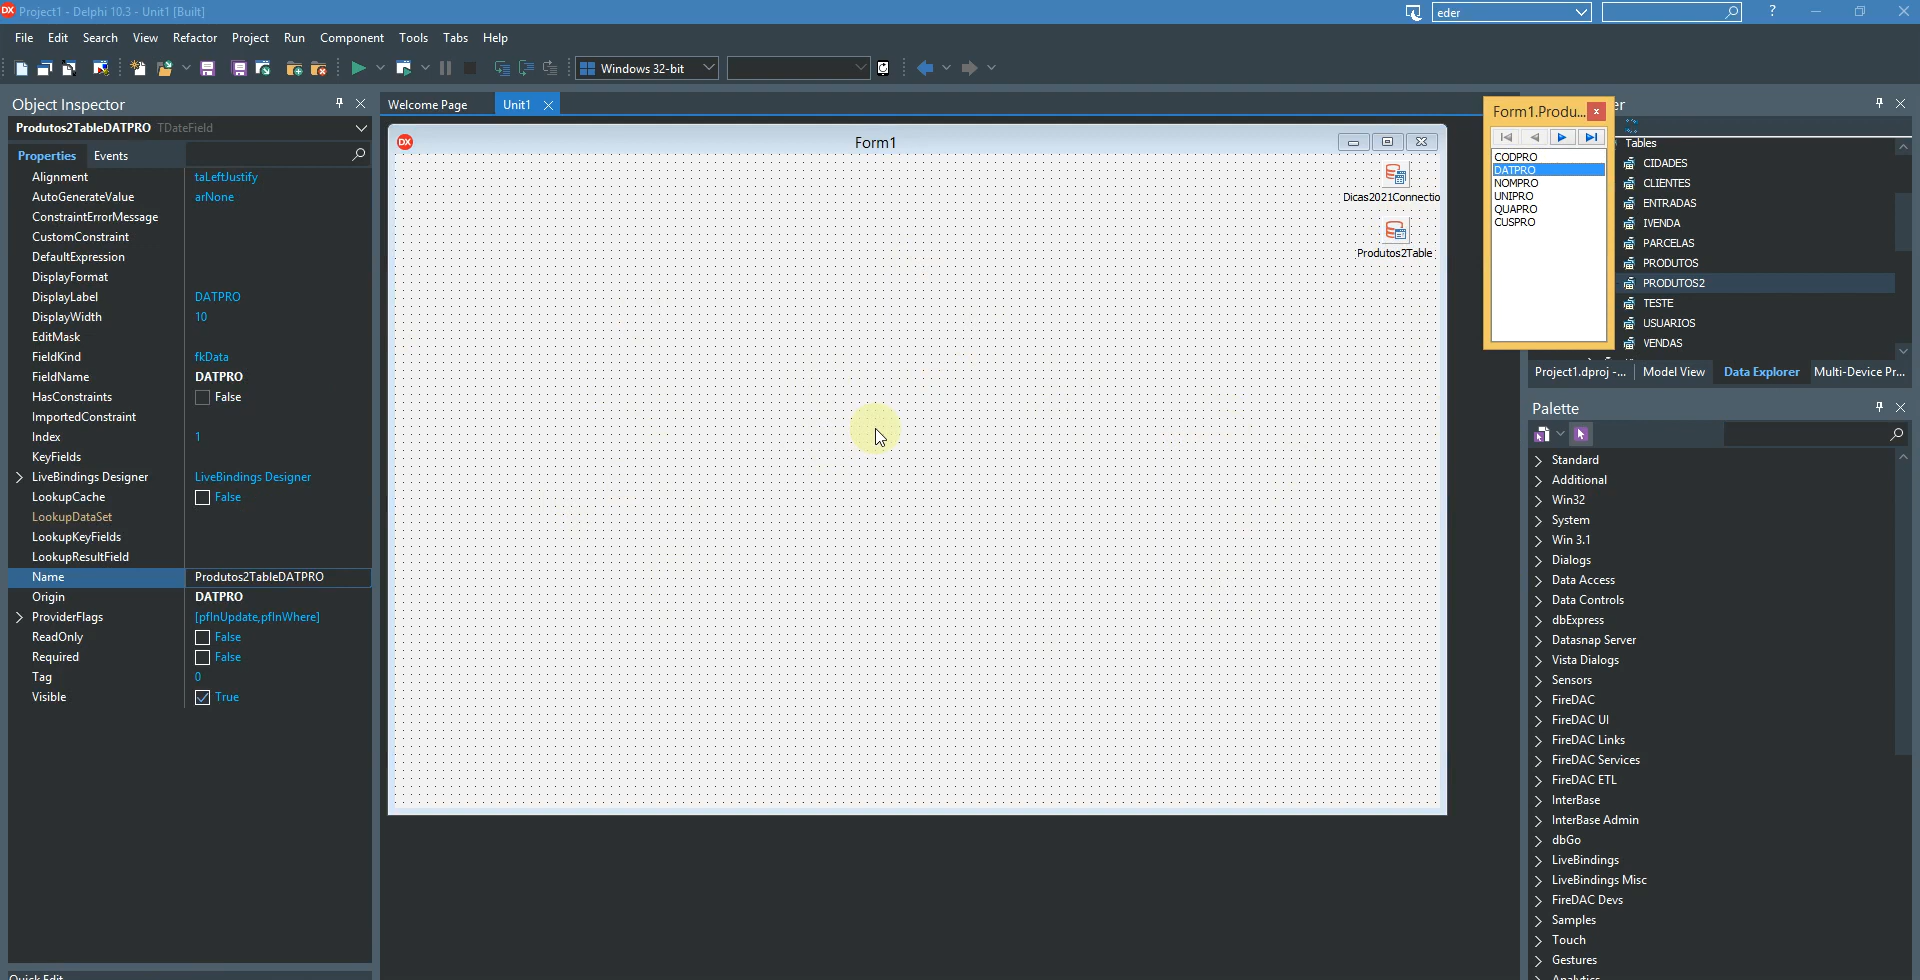 DX Project1 - Delphi 10.3 - Unit1 [Built]
eder
?
File Edit Search View Refactor Project Run Component Tools Tabs Help
Windows 32-bit
Object Inspector
Produtos2TableDATPRO TDateField
Properties Events
Alignment taLeftJustify
AutoGenerateValue arNone
ConstraintErrorMessage
CustomConstraint
DefaultExpression
DisplayFormat
DisplayLabel DATPRO
DisplayWidth 10
EditMask
FieldKind fkData
FieldName DATPRO
HasConstraints False
ImportedConstraint
Index 1
KeyFields
LiveBindings Designer LiveBindings Designer
LookupCache False
LookupDataSet
LookupKeyFields
LookupResultField
Name Produtos2TableDATPRO
Origin DATPRO
ProviderFlags [pfInUpdate,pfInWhere]
ReadOnly False
Required False
Tag 0
Visible True
Quick Edit
Welcome Page Unit1
DX Form1
Dicas2021Connectio
Produtos2Table
Form1.Produ...
CODPRO
DATPRO
NOMPRO
UNIPRO
QUAPRO
CUSPRO
er
Tables
CIDADES
CLIENTES
ENTRADAS
IVENDA
PARCELAS
PRODUTOS
PRODUTOS2
TESTE
USUARIOS
VENDAS
Project1.dproj -... Model View Data Explorer Multi-Device Pr...
Palette
Standard
Additional
Win32
System
Win 3.1
Dialogs
Data Access
Data Controls
dbExpress
Datasnap Server
Vista Dialogs
Sensors
FireDAC
FireDAC UI
FireDAC Links
FireDAC Services
FireDAC ETL
InterBase
InterBase Admin
dbGo
LiveBindings
LiveBindings Misc
FireDAC Devs
Samples
Touch
Gestures
Analytics